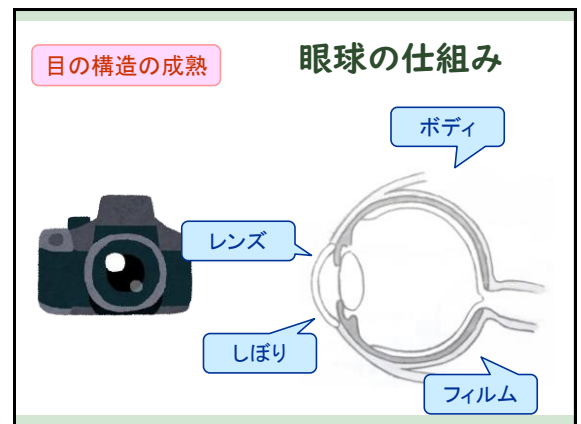 目の構造の成熟
眼球の仕組み
ボディ
レンズ
しぼり
フィルム